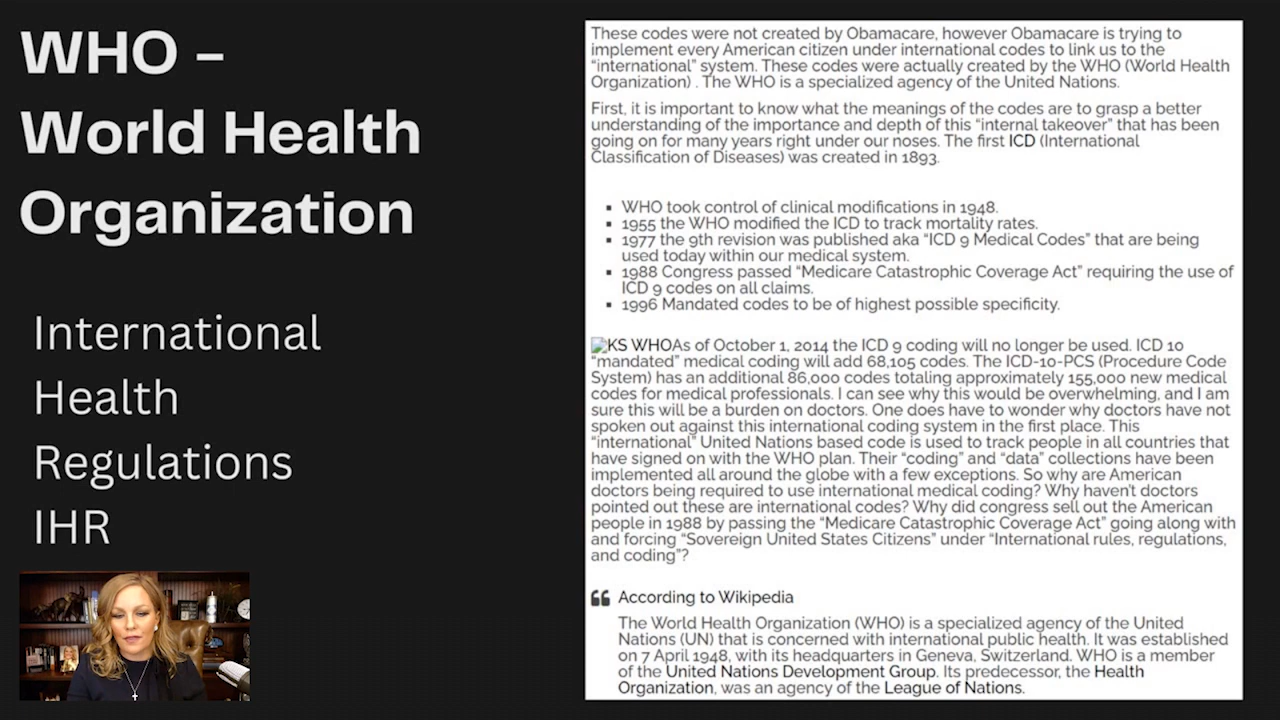 WHO –
World Health
Organization
International
Health
Regulations
IHR
These codes were not created by Obamacare, however Obamacare is trying to
implement every American citizen under international codes to link us to the
“international” system. These codes were actually created by the WHO (World Health
Organization) . The WHO is a specialized agency of the United Nations.
First, it is important to know what the meanings of the codes are to grasp a better
understanding of the importance and depth of this “internal takeover” that has been
going on for many years right under our noses. The first ICD (International
Classification of Diseases) was created in 1893.
▪ WHO took control of clinical modifications in 1948.
▪ 1955 the WHO modified the ICD to track mortality rates.
▪ 1977 the 9th revision was published aka “ICD 9 Medical Codes” that are being
used today within our medical system.
▪ 1988 Congress passed “Medicare Catastrophic Coverage Act” requiring the use of
ICD 9 codes on all claims.
▪ 1996 Mandated codes to be of highest possible specificity.
KS WHOAs of October 1, 2014 the ICD 9 coding will no longer be used. ICD 10
“mandated” medical coding will add 68,105 codes. The ICD-10-PCS (Procedure Code
System) has an additional 86,000 codes totaling approximately 155,000 new medical
codes for medical professionals. I can see why this would be overwhelming, and I am
sure this will be a burden on doctors. One does have to wonder why doctors have not
spoken out against this international coding system in the first place. This
“international” United Nations based code is used to track people in all countries that
have signed on with the WHO plan. Their “coding” and “data” collections have been
implemented all around the globe with a few exceptions. So why are American
doctors being required to use international medical coding? Why haven’t doctors
pointed out these are international codes? Why did congress sell out the American
people in 1988 by passing the “Medicare Catastrophic Coverage Act” going along with
and forcing “Sovereign United States Citizens” under “International rules, regulations,
and coding”?
According to Wikipedia
The World Health Organization (WHO) is a specialized agency of the United
Nations (UN) that is concerned with international public health. It was established
on 7 April 1948, with its headquarters in Geneva, Switzerland. WHO is a member
of the United Nations Development Group. Its predecessor, the Health
Organization, was an agency of the League of Nations.